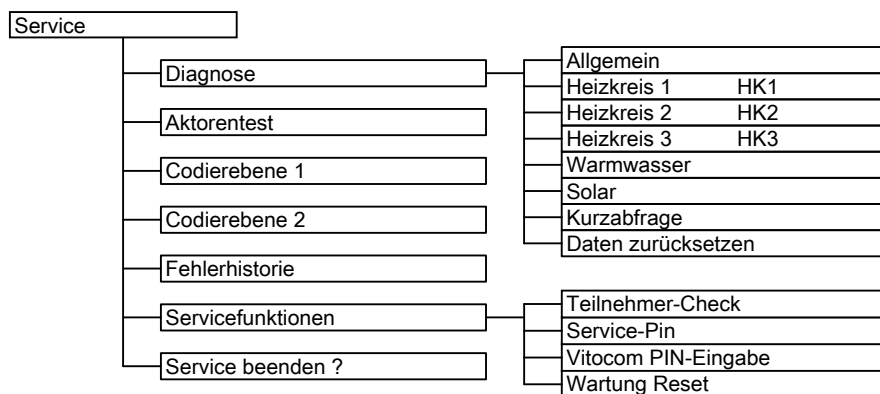 Service
Diagnose
Allgemein
Heizkreis 1 HK1
Heizkreis 2 HK2
Heizkreis 3 HK3
Warmwasser
Solar
Kurzabfrage
Daten zurücksetzen
Aktorentest
Codierebene 1
Codierebene 2
Fehlerhistorie
Servicefunktionen
Teilnehmer-Check
Service-Pin
Vitocom PIN-Eingabe
Wartung Reset
Service beenden ?